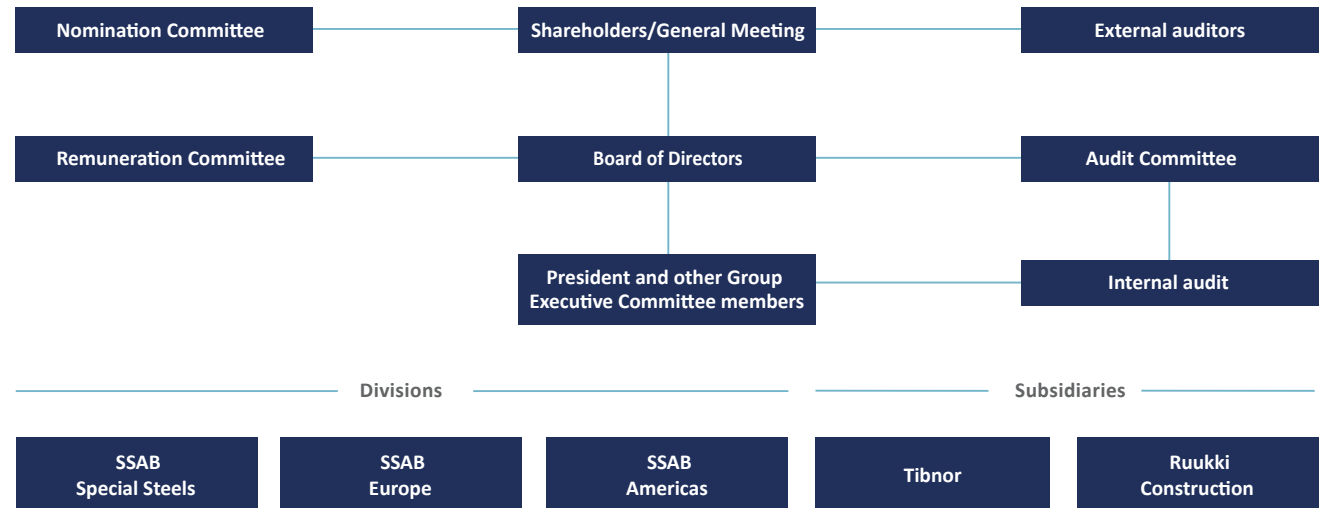 Nomination Committee
Shareholders/General Meeting
External auditors
Remuneration Committee
Board of Directors
Audit Committee
President and other Group
Executive Committee members
Internal audit
Divisions
Subsidiaries
SSAB
Special Steels
SSAB
Europe
SSAB
Americas
Tibnor
Ruukki
Construction